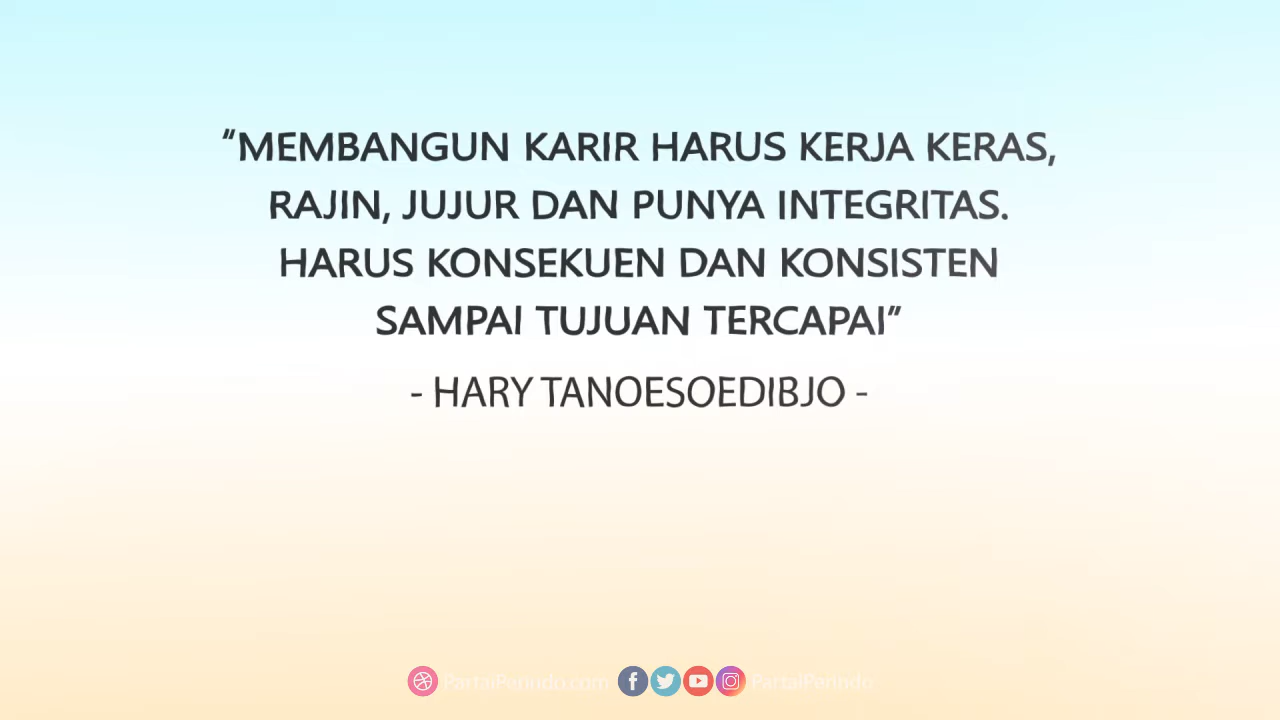 "MEMBANGUN KARIR HARUS KERJA KERAS,
RAJIN, JUJUR DAN PUNYA INTEGRITAS.
HARUS KONSEKUEN DAN KONSISTEN
SAMPAI TUJUAN TERCAPAI"
- HARY TANOESOEDIBJO -
PartaiPerindo.com PartaiPerindo